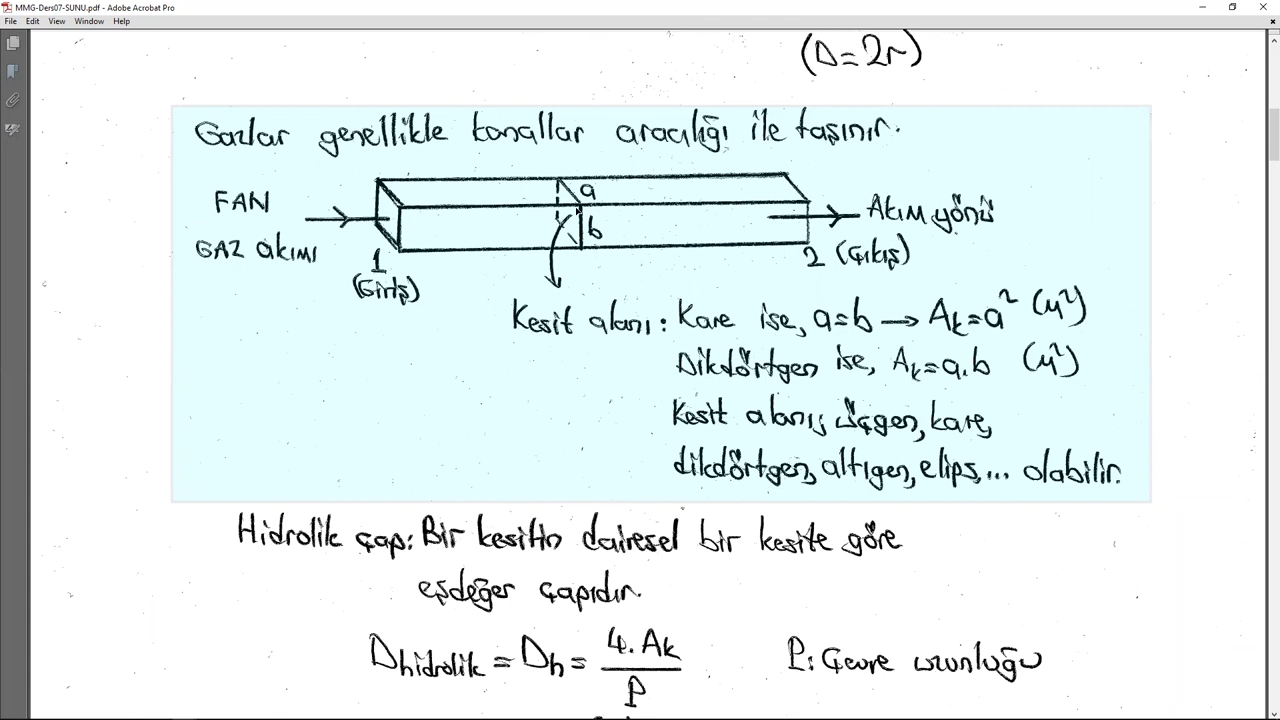 MMG-Ders07-SUNU.pdf - Adobe Acrobat Pro
File Edit View Window Help
(D=2r)
Gazlar genellikle kanallar aracılığı ile taşınır.
FAN
GAZ akımı
a
b
Akım yönü
1
(Giriş)
2 (Çıkış)
Kesit alanı: Kare ise, a=b → Ak=a² (m²)
Dikdörtgen ise, Ak=a.b (m²)
Kesit alanı; üçgen, kare,
dikdörtgen, altıgen, elips,... olabilir.
Hidrolik çap: Bir kesitin dairesel bir kesite göre
eşdeğer çapıdır.
Dhidrolik = Dh = 4.Ak / P
P: Çevre uzunluğu